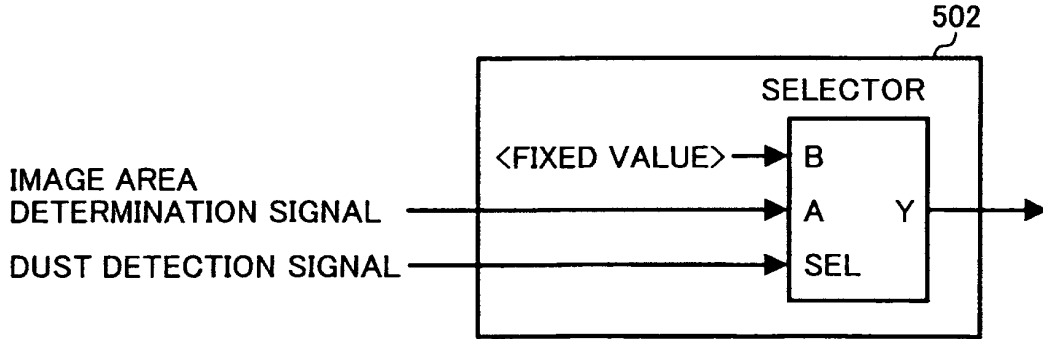 502
SELECTOR
<FIXED VALUE>
B
IMAGE AREA
DETERMINATION SIGNAL
A
Y
DUST DETECTION SIGNAL
SEL